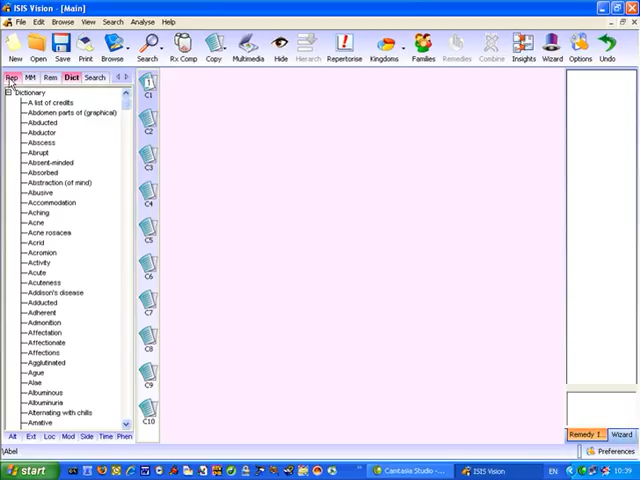 ISIS Vision - [Main]
File Edit Browse View Search Analyse Help
New Open Save Print Browse Search Rx Comp Copy Multimedia Hide Hierarch Repertorise Kingdoms Families Remedies Combine Insights Wizard Options Undo
Rep MM Rem Dict Search
Dictionary
A list of credits
Abdomen parts of (graphical)
Abducted
Abductor
Abscess
Abrupt
Absent-minded
Absorbed
Abstraction (of mind)
Abusive
Accommodation
Aching
Acne
Acne rosacea
Acrid
Acromion
Activity
Acute
Acuteness
Addison's disease
Adducted
Adherent
Admonition
Affectation
Affectionate
Affections
Agglutinated
Ague
Alae
Albuminous
Albuminuria
Alternating with chills
Amative
Alt Ext Loc Mod Side Time Phen
1
C1
C2
C3
C4
C5
C6
C7
C8
C9
C10
Remedy I... Wizard
\Abel
Preferences
start
Camtasia Studio - ...
ISIS Vision
EN
10:39